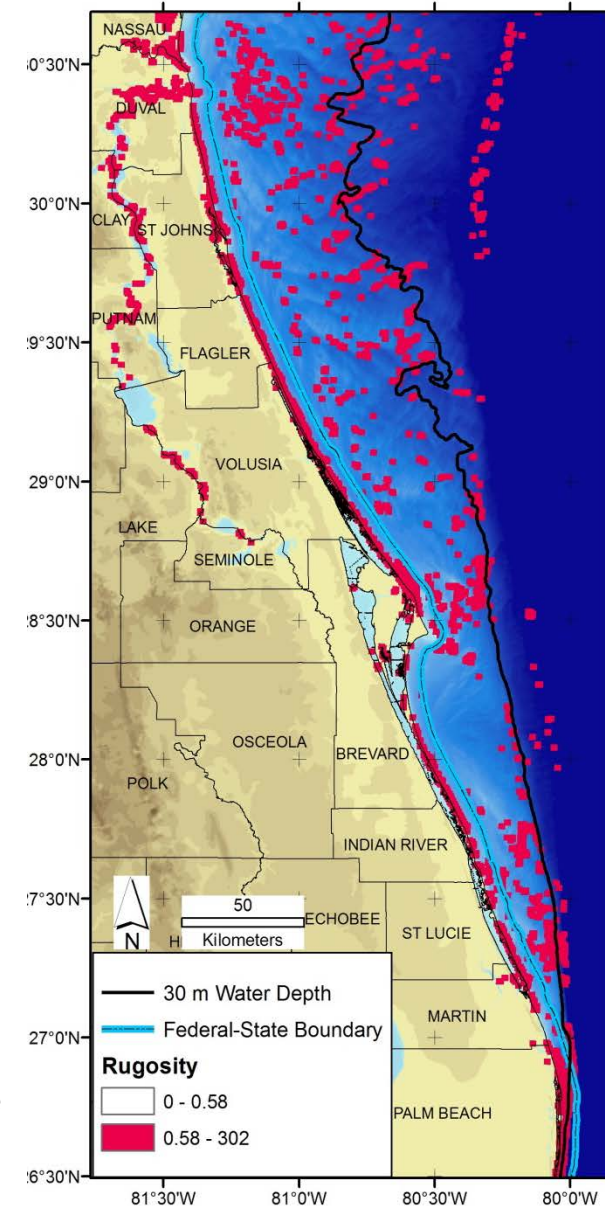 NASSAU
0°30'N
DUVAL
30°0'N
CLAY
ST JOHNS
PUTNAM
9°30'N
FLAGLER
VOLUSIA
29°0'N
LAKE
SEMINOLE
8°30'N
ORANGE
OSCEOLA
BREVARD
28°0'N
POLK
INDIAN RIVER
7°30'N
50
ECHOBEE
ST LUCIE
N
H
Kilometers
30 m Water Depth
MARTIN
27°0'N
Federal-State Boundary
Rugosity
0 - 0.58
PALM BEACH
0.58 - 302
6°30'N
81°30'W 81°0'W 80°30'W 80°0'W